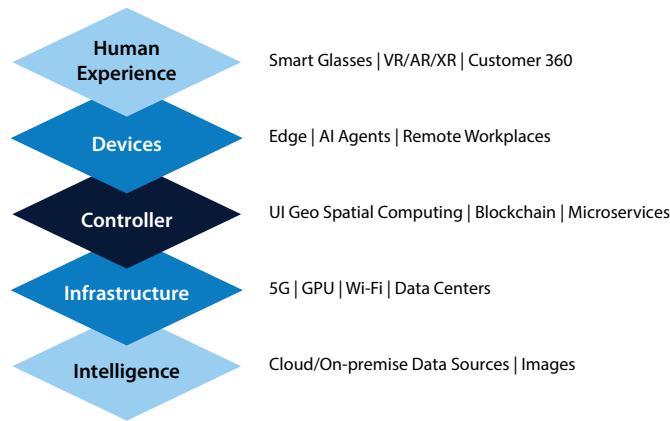 Human
Experience
Smart Glasses | VR/AR/XR | Customer 360
Devices
Edge | AI Agents | Remote Workplaces
Controller
UI Geo Spatial Computing | Blockchain | Microservices
Infrastructure
5G | GPU | Wi-Fi | Data Centers
Intelligence
Cloud/On-premise Data Sources | Images